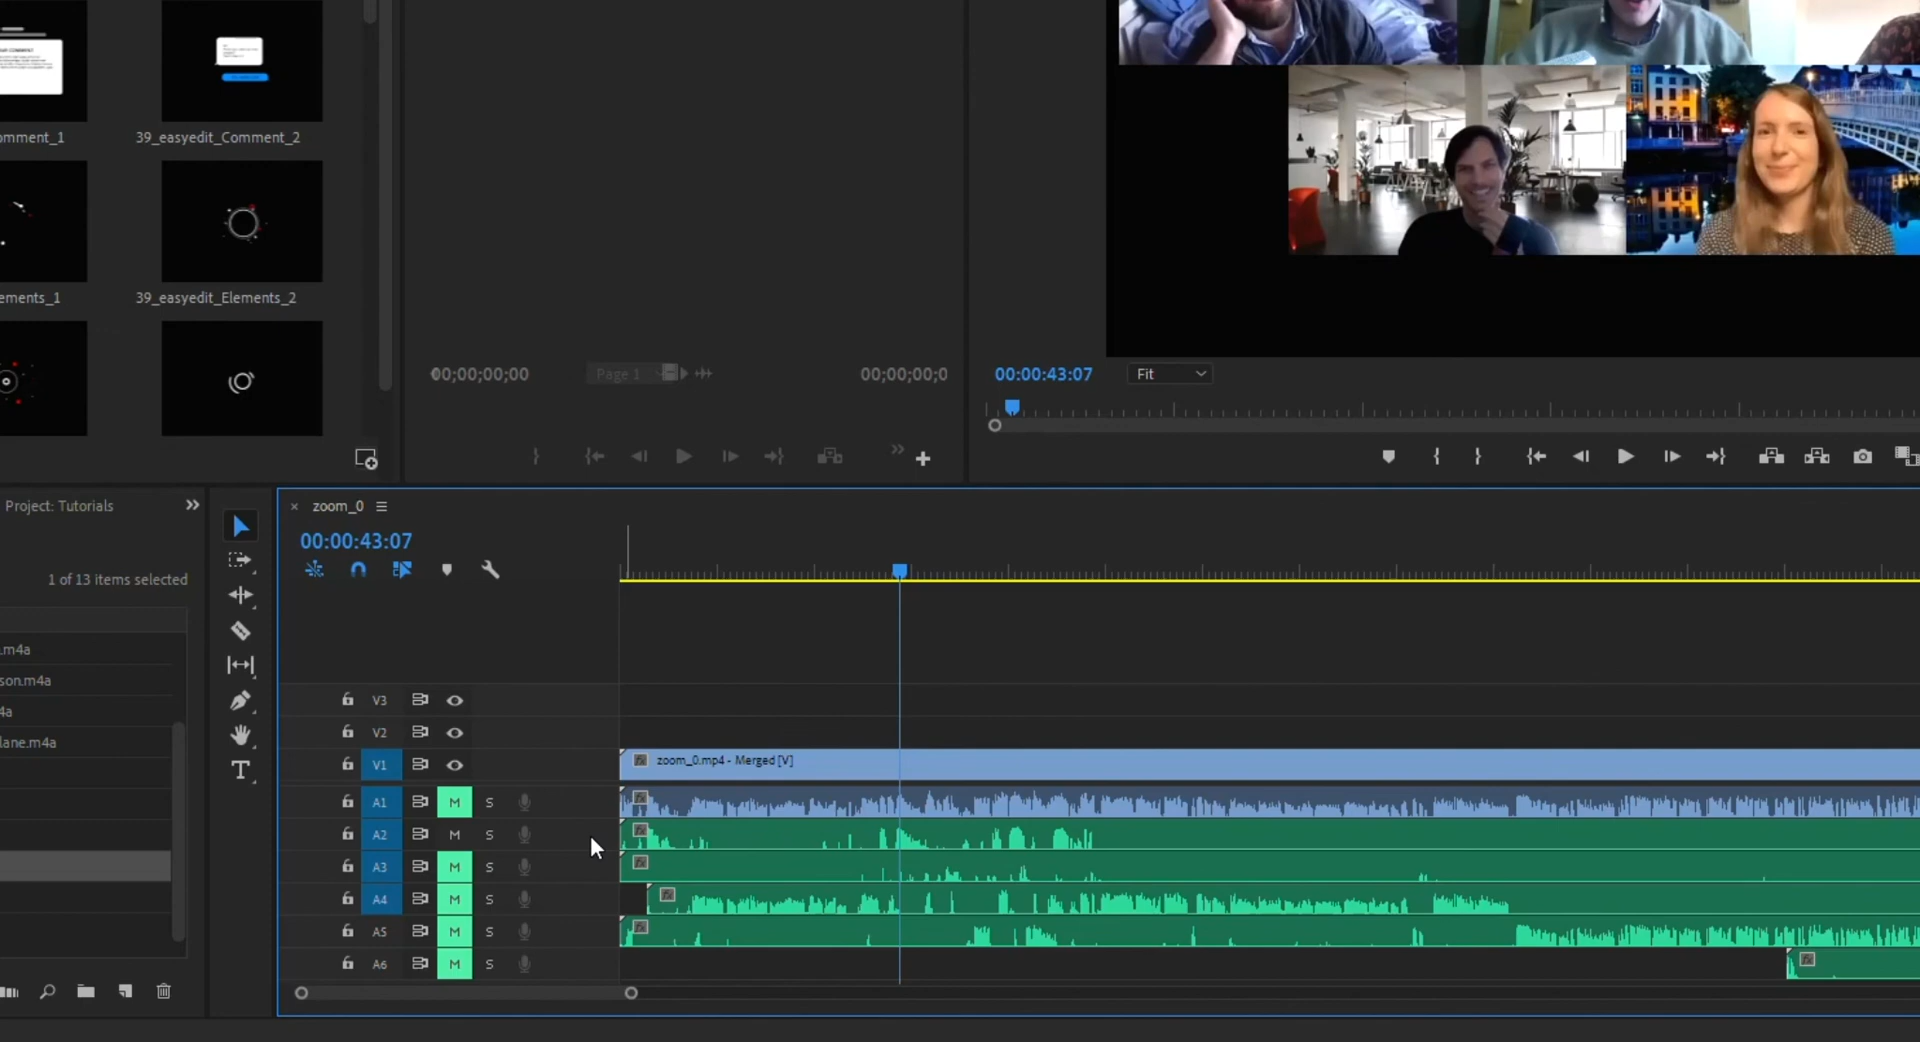 omment_1
39_easyedit_Comment_2
ements_1
39_easyedit_Elements_2
00;00;00;00
Page 1
00;00;00;0
00:00:43:07
Fit
Project: Tutorials
1 of 13 items selected
.m4a
son.m4a
4a
lane.m4a
zoom_0
00:00:43:07
V3
V2
V1
zoom_0.mp4 - Merged [V]
A1 M S
A2 M S
A3 M S
A4 M S
A5 M S
A6 M S